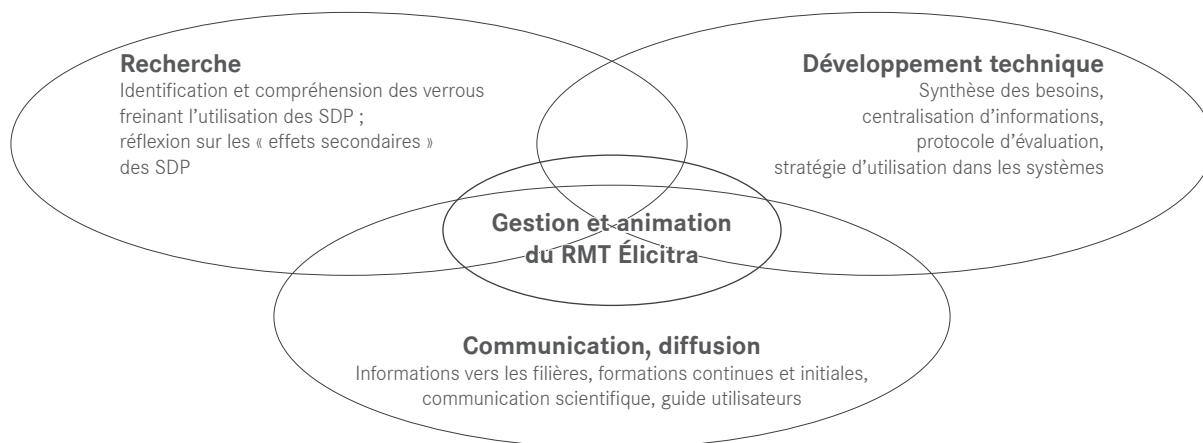 Recherche
Identification et compréhension des verrous
freinant l’utilisation des SDP ;
réflexion sur les « effets secondaires »
des SDP
Développement technique
Synthèse des besoins,
centralisation d’informations,
protocole d’évaluation,
stratégie d’utilisation dans les systèmes
Gestion et animation
du RMT Élicitra
Communication, diffusion
Informations vers les filières, formations continues et initiales,
communication scientifique, guide utilisateurs